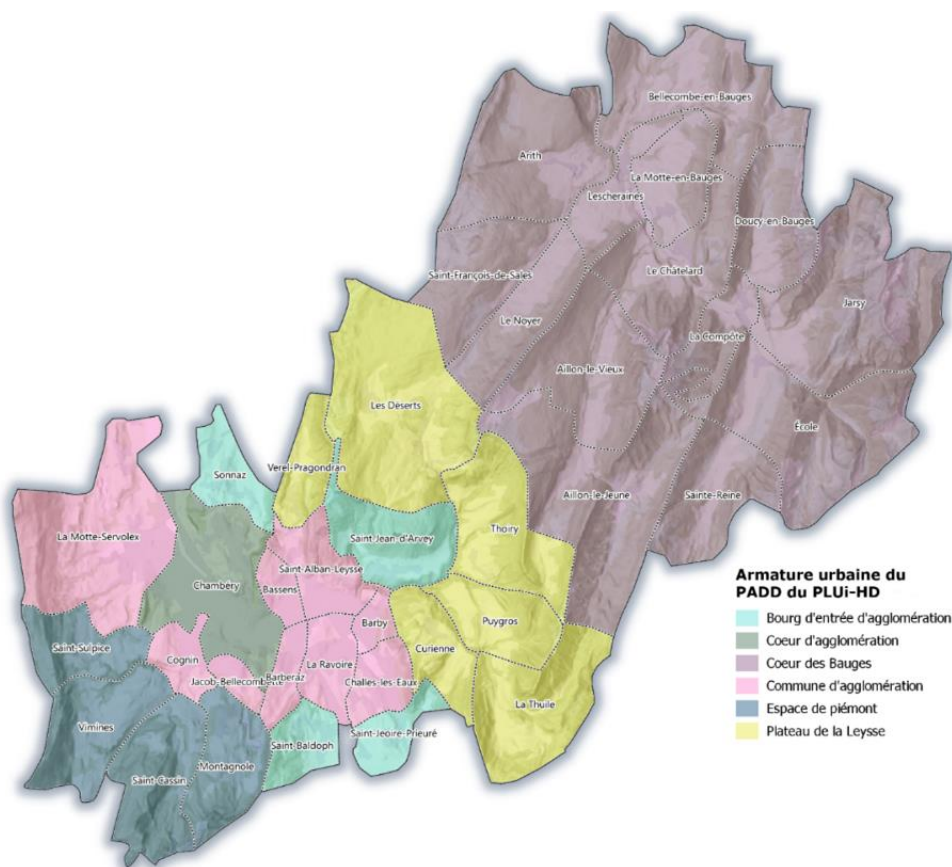 Bellecombe-en-Bauges
Arith
La Motte-en-Bauges
Lescheraines
Doucy-en-Bauges
Saint-François-de-Sales
Le Châtelard
Jarsy
Le Noyer
La Compôte
Aillon-le-Vieux
Les Déserts
École
Verel-Pragondran
Sonnaz
Aillon-le-Jeune
Sainte-Reine
La Motte-Servolex
Thoiry
Saint-Jean-d'Arvey
Saint-Alban-Leysse
Chambéry
Bassens
Barby
Puygros
Saint-Sulpice
Curienne
Cognin
La Ravoire
Jacob-Bellecombette
Barberaz
Challes-les-Eaux
La Thuile
Vimines
Saint-Jeoire-Prieuré
Saint-Baldoph
Montagnole
Saint-Cassin
Armature urbaine du
PADD du PLUi-HD
Bourg d'entrée d'agglomération
Coeur d'agglomération
Coeur des Bauges
Commune d'agglomération
Espace de piémont
Plateau de la Leysse